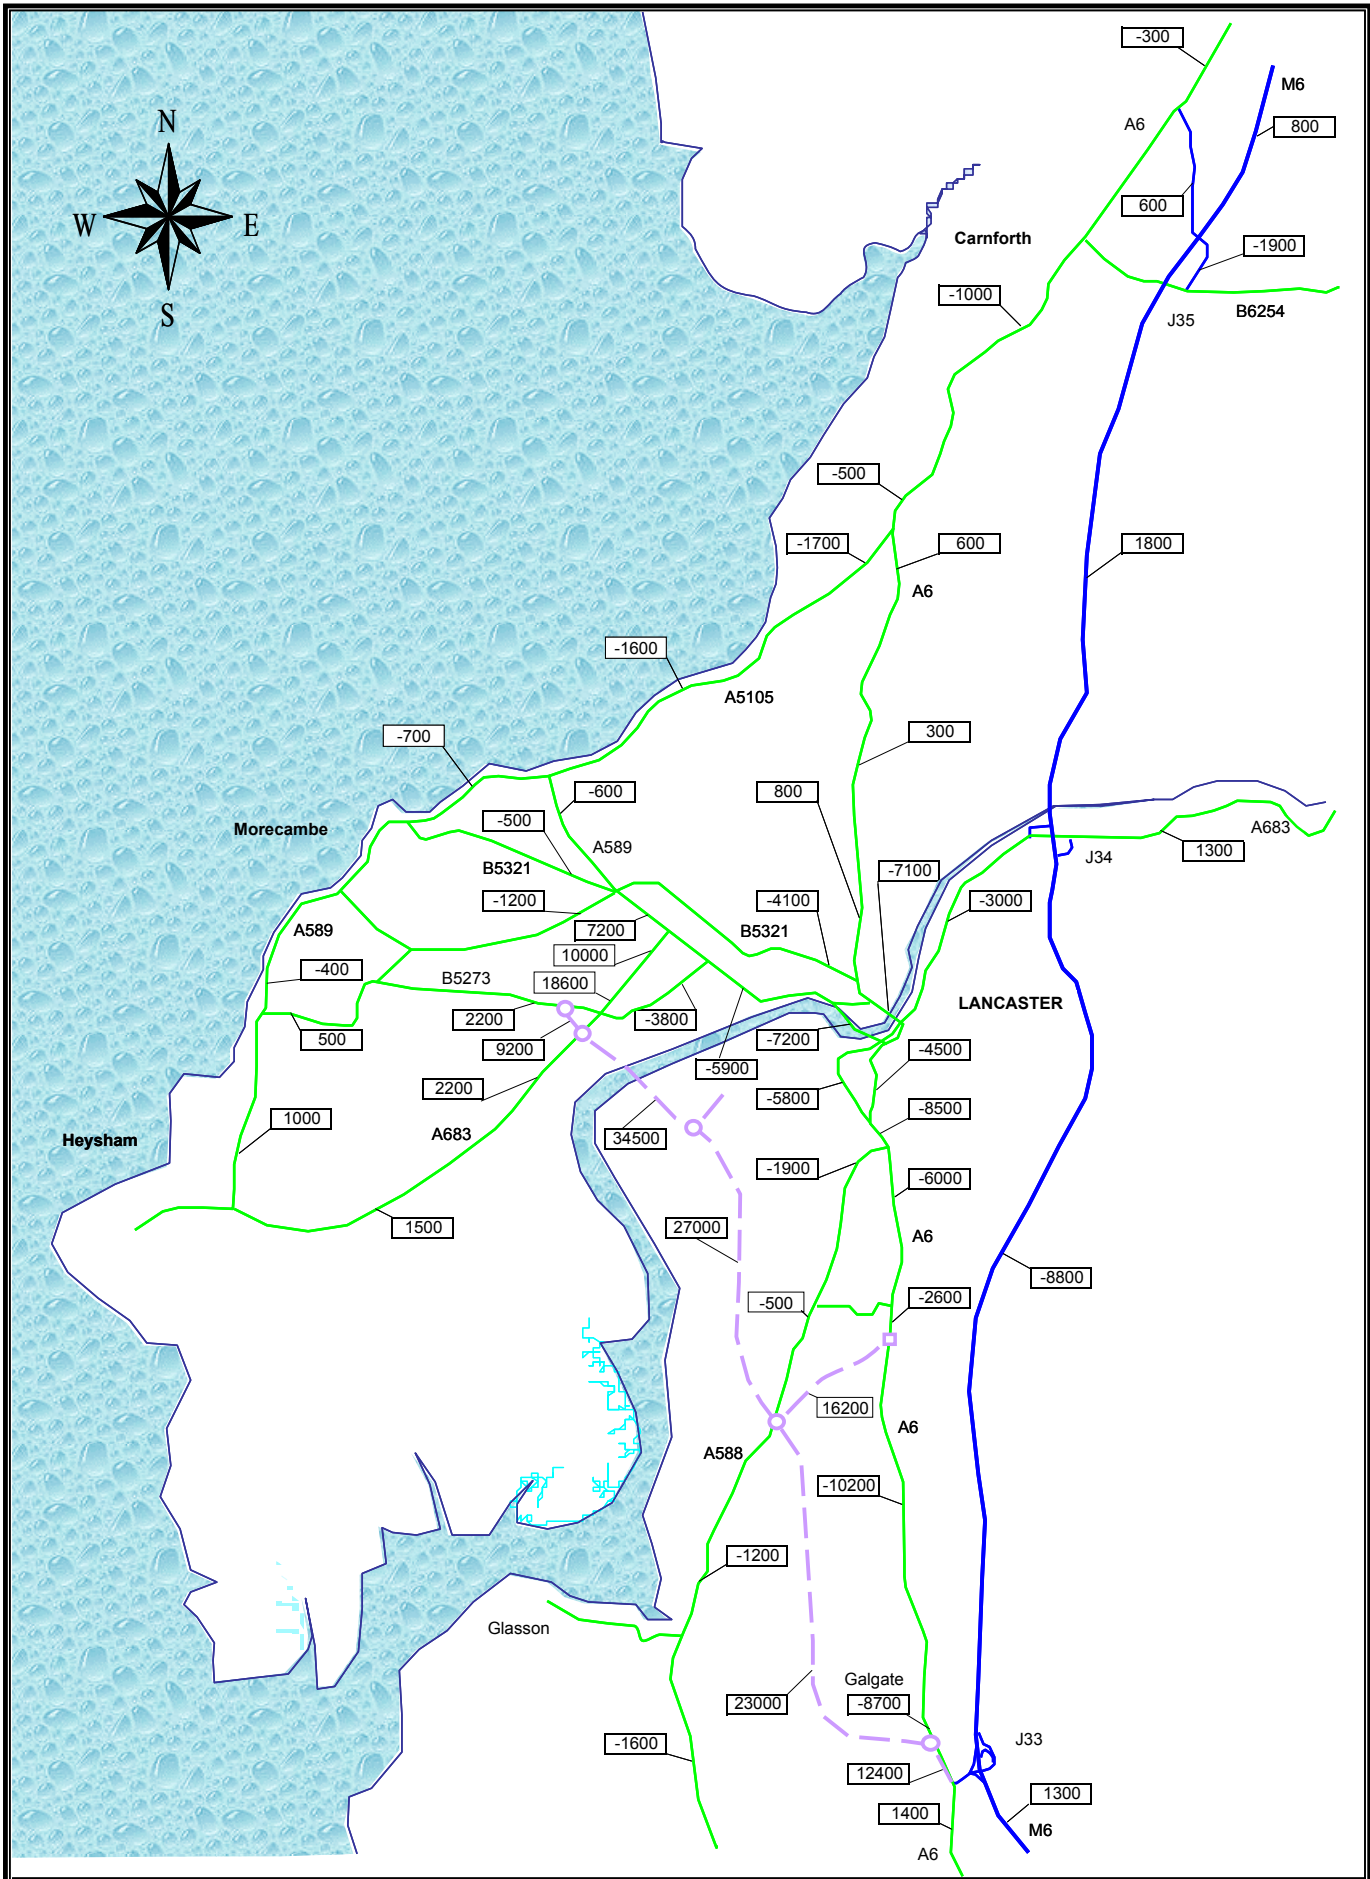 -300
M6
N
A6
800
600
W
E
Carnforth
-1900
-1000
S
B6254
J35
-500
-1700
600
1800
A6
-1600
A5105
-700
300
-600
800
-500
Morecambe
A683
A589
1300
J34
B5321
-7100
-1200
-4100
-3000
7200
A589
B5321
10000
-400
B5273
18600
LANCASTER
2200
-3800
500
-7200
9200
-4500
-5900
2200
-5800
-8500
1000
A683
34500
Heysham
-1900
-6000
1500
27000
A6
-8800
-500
-2600
16200
A6
A588
-10200
-1200
Glasson
Galgate
23000
-8700
J33
-1600
12400
1300
1400
M6
A6